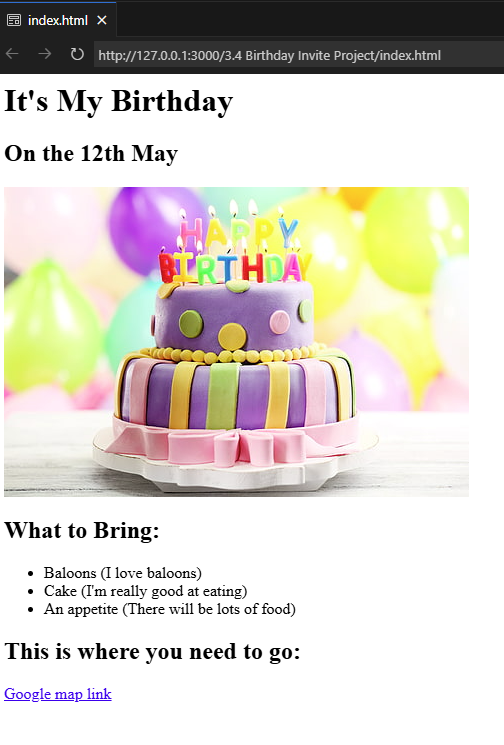 index.html
http://127.0.0.1:3000/3.4 Birthday Invite Project/index.html
It's My Birthday
On the 12th May
HAPPY
BIRTHDAY
What to Bring:
Baloons (I love baloons)
Cake (I'm really good at eating)
An appetite (There will be lots of food)
This is where you need to go:
Google map link